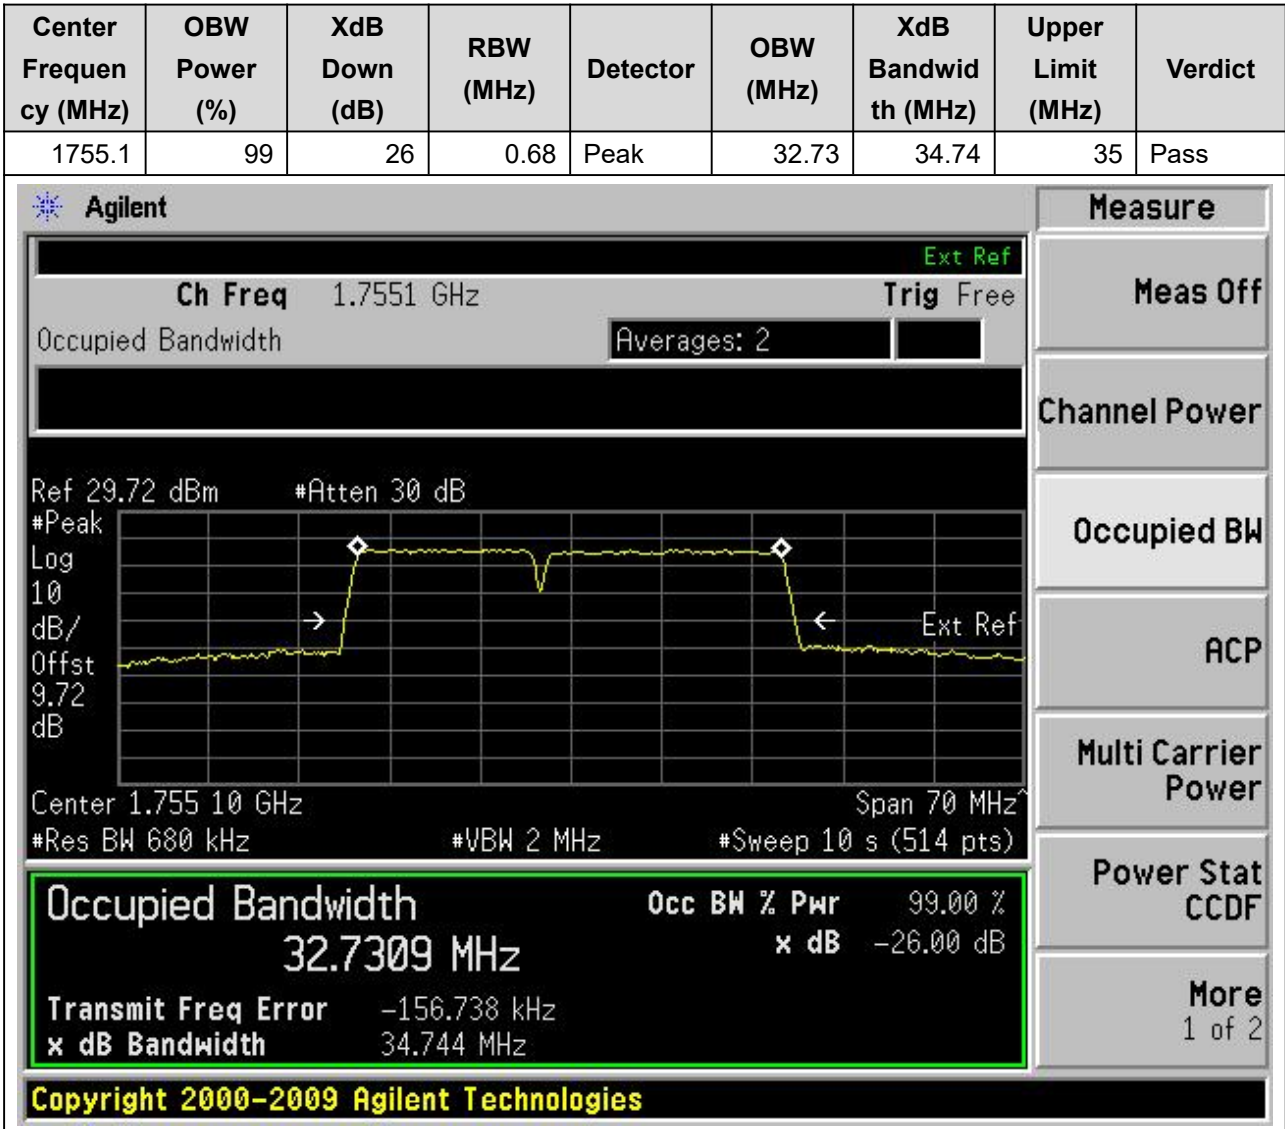 Center Frequen cy (MHz) OBW Power (%) XdB Down (dB) RBW (MHz) Detector OBW (MHz) XdB Bandwid th (MHz) Upper Limit (MHz) Verdict
1755.1 99 26 0.68 Peak 32.73 34.74 35 Pass
Agilent
Ext Ref
Ch Freq 1.7551 GHz Trig Free
Occupied Bandwidth Averages: 2
Ref 29.72 dBm #Atten 30 dB
#Peak
Log
10
dB/
Offst
9.72
dB
Ext Ref
Center 1.755 10 GHz Span 70 MHz^
#Res BW 680 kHz #VBW 2 MHz #Sweep 10 s (514 pts)
Occupied Bandwidth Occ BW % Pwr 99.00 %
32.7309 MHz x dB -26.00 dB
Transmit Freq Error -156.738 kHz
x dB Bandwidth 34.744 MHz
Copyright 2000-2009 Agilent Technologies
Measure
Meas Off
Channel Power
Occupied BW
ACP
Multi Carrier
Power
Power Stat
CCDF
More
1 of 2